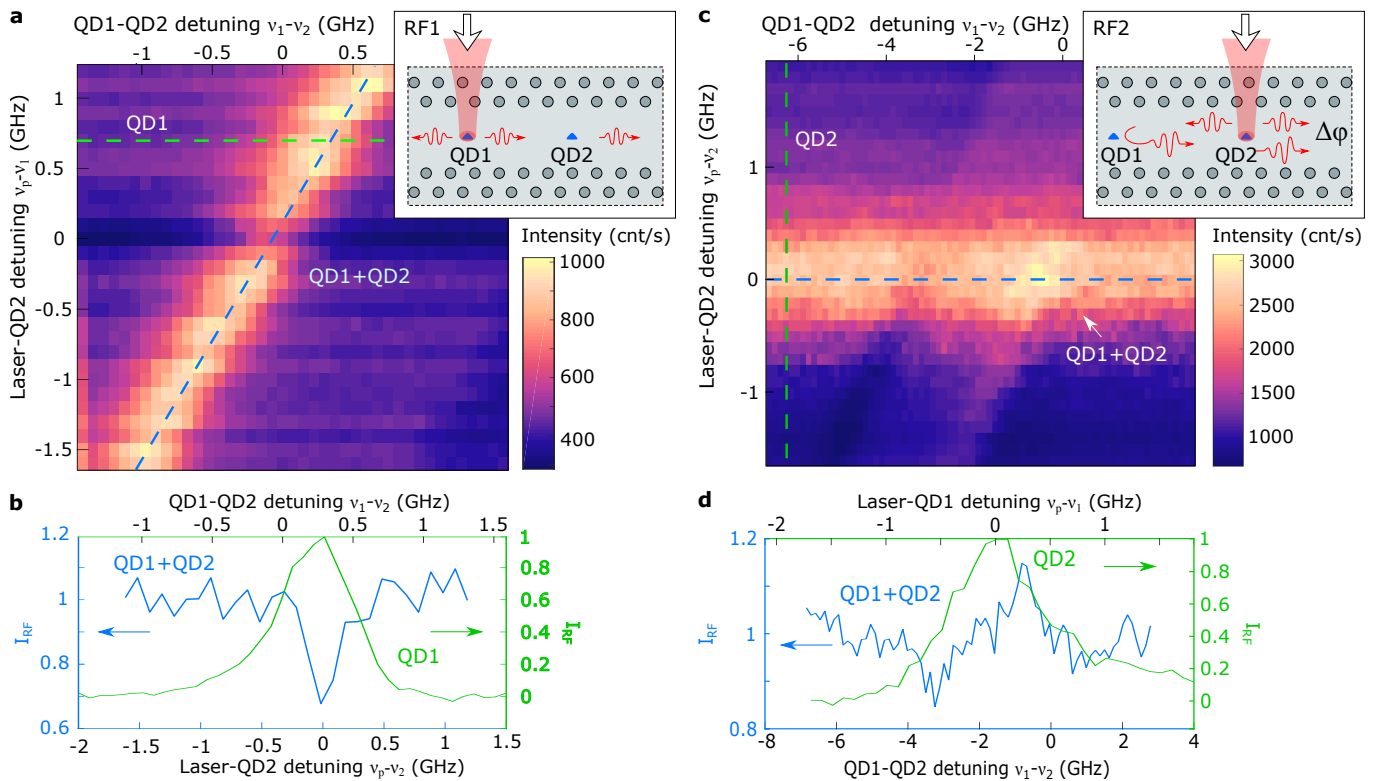 a
QD1-QD2 detuning ν₁-ν₂ (GHz)
-1 -0.5 0 0.5
Laser-QD2 detuning νₚ-ν₁ (GHz)
1
0.5
0
-0.5
-1
-1.5
QD1
QD1+QD2
RF1
QD1 QD2
Intensity (cnt/s)
1000
800
600
400
c
QD1-QD2 detuning ν₁-ν₂ (GHz)
-6 -4 -2 0
Laser-QD2 detuning νₚ-ν₂ (GHz)
1
0
-1
QD2
QD1+QD2
RF2
QD1 QD2 Δφ
Intensity (cnt/s)
3000
2500
2000
1500
1000
b
QD1-QD2 detuning ν₁-ν₂ (GHz)
-1 -0.5 0 0.5 1 1.5
I_RF
1.2
1
0.8
0.6
QD1+QD2
QD1
1
0.8
0.6
0.4
0.2
0
I_RF
-2 -1.5 -1 -0.5 0 0.5 1 1.5
Laser-QD2 detuning νₚ-ν₂ (GHz)
d
Laser-QD1 detuning νₚ-ν₁ (GHz)
-2 -1 0 1
I_RF
1.2
1
0.8
QD1+QD2
QD2
1
0.8
0.6
0.4
0.2
0
I_RF
-8 -6 -4 -2 0 2 4
QD1-QD2 detuning ν₁-ν₂ (GHz)